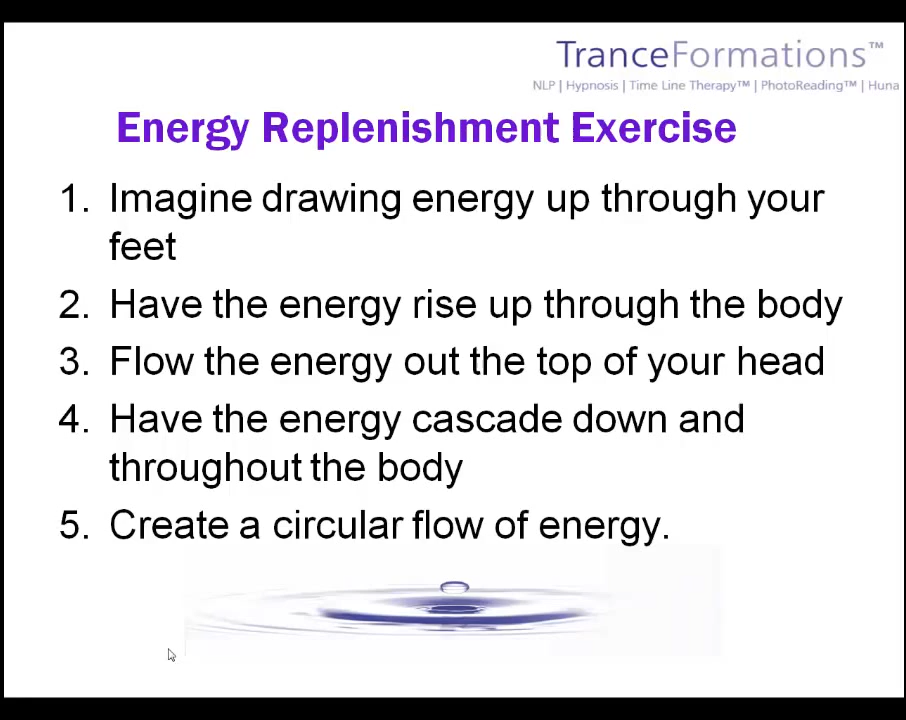 TranceFormations™
NLP | Hypnosis | Time Line Therapy™ | PhotoReading™ | Huna
Energy Replenishment Exercise
1. Imagine drawing energy up through your
feet
2. Have the energy rise up through the body
3. Flow the energy out the top of your head
4. Have the energy cascade down and
throughout the body
5. Create a circular flow of energy.